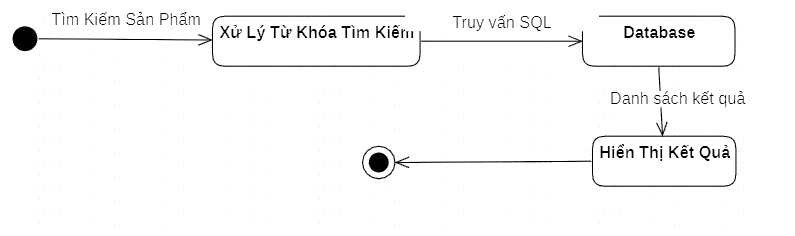 Tìm Kiếm Sản Phẩm
Xử Lý Từ Khóa Tìm Kiếm
Truy vấn SQL
Database
Danh sách kết quả
Hiển Thị Kết Quả